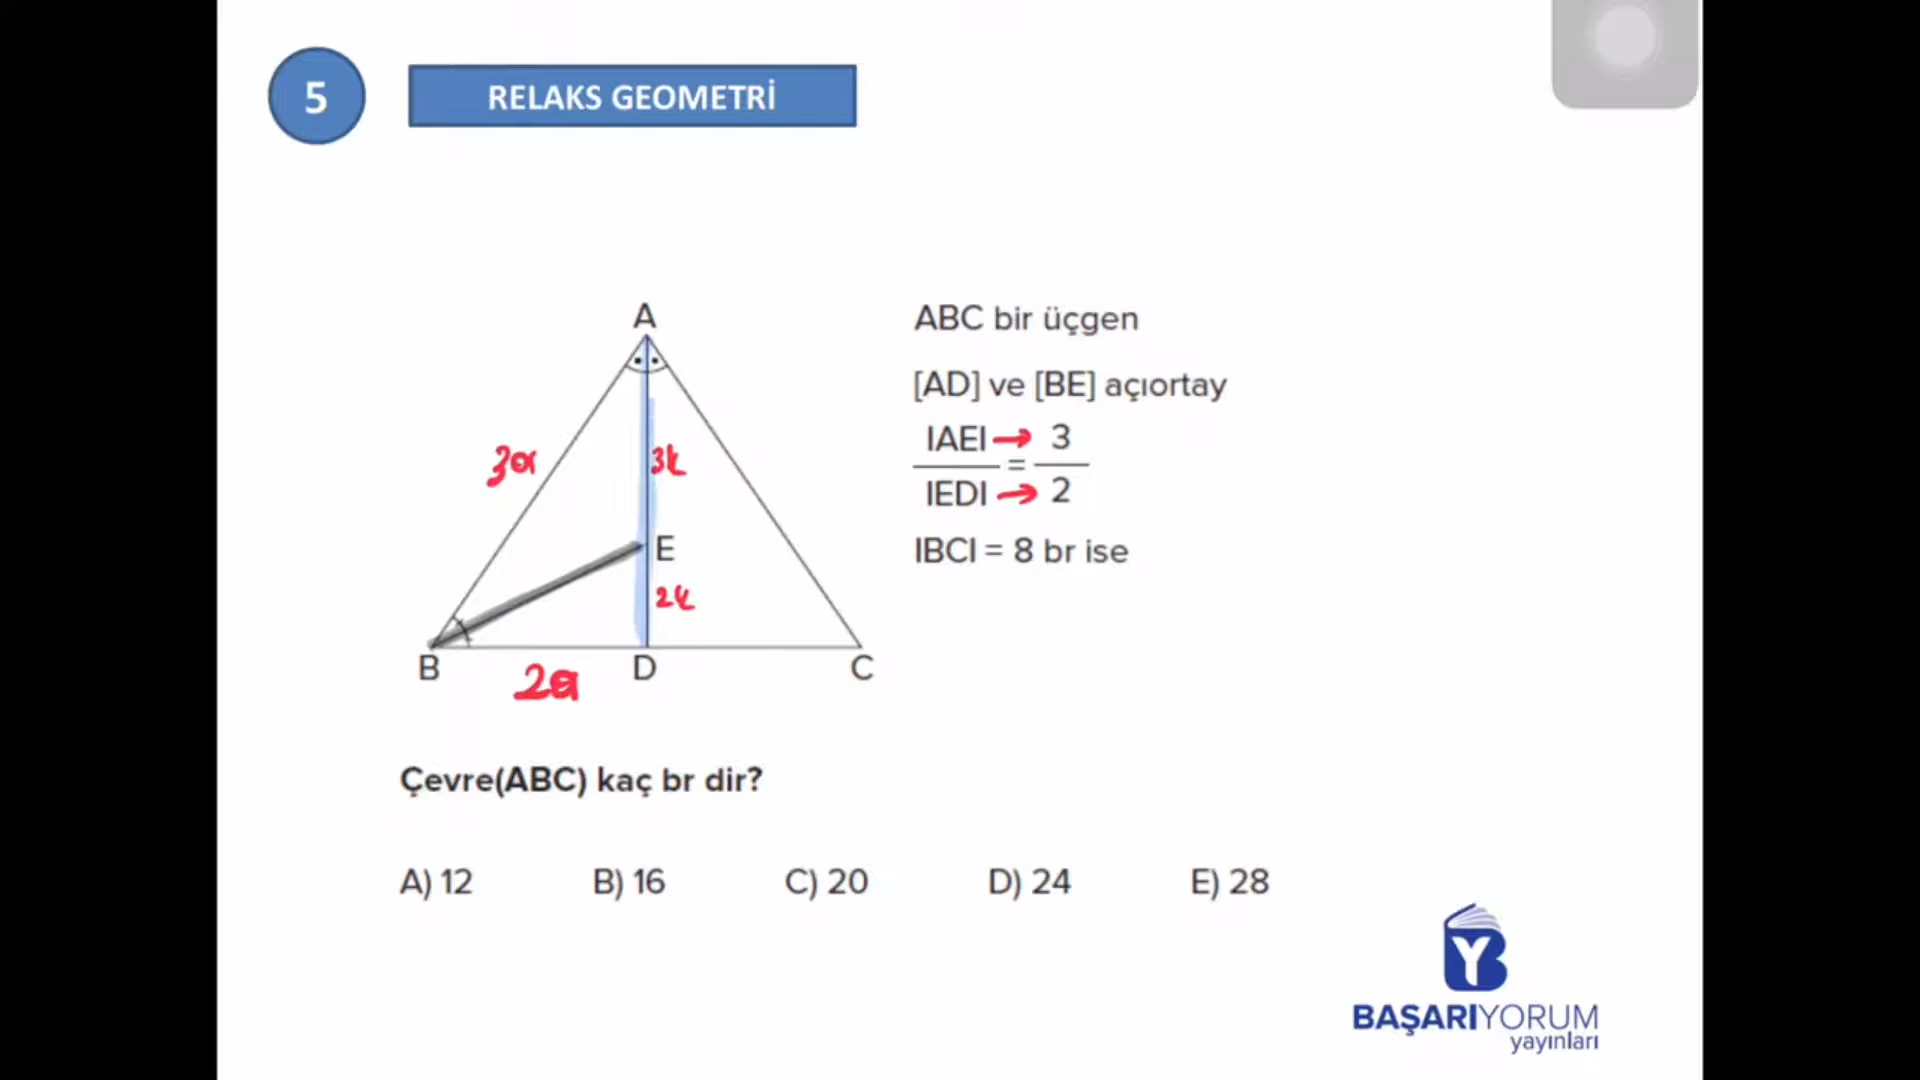 5
RELAKS GEOMETRİ
A
ABC bir üçgen
[AD] ve [BE] açıortay
IAEI → 3
=
IEDI → 2
IBCI = 8 br ise
3a
3k
E
2k
B
D
C
2a
Çevre(ABC) kaç br dir?
A) 12 B) 16 C) 20 D) 24 E) 28
BY
BAŞARIYORUM
yayınları